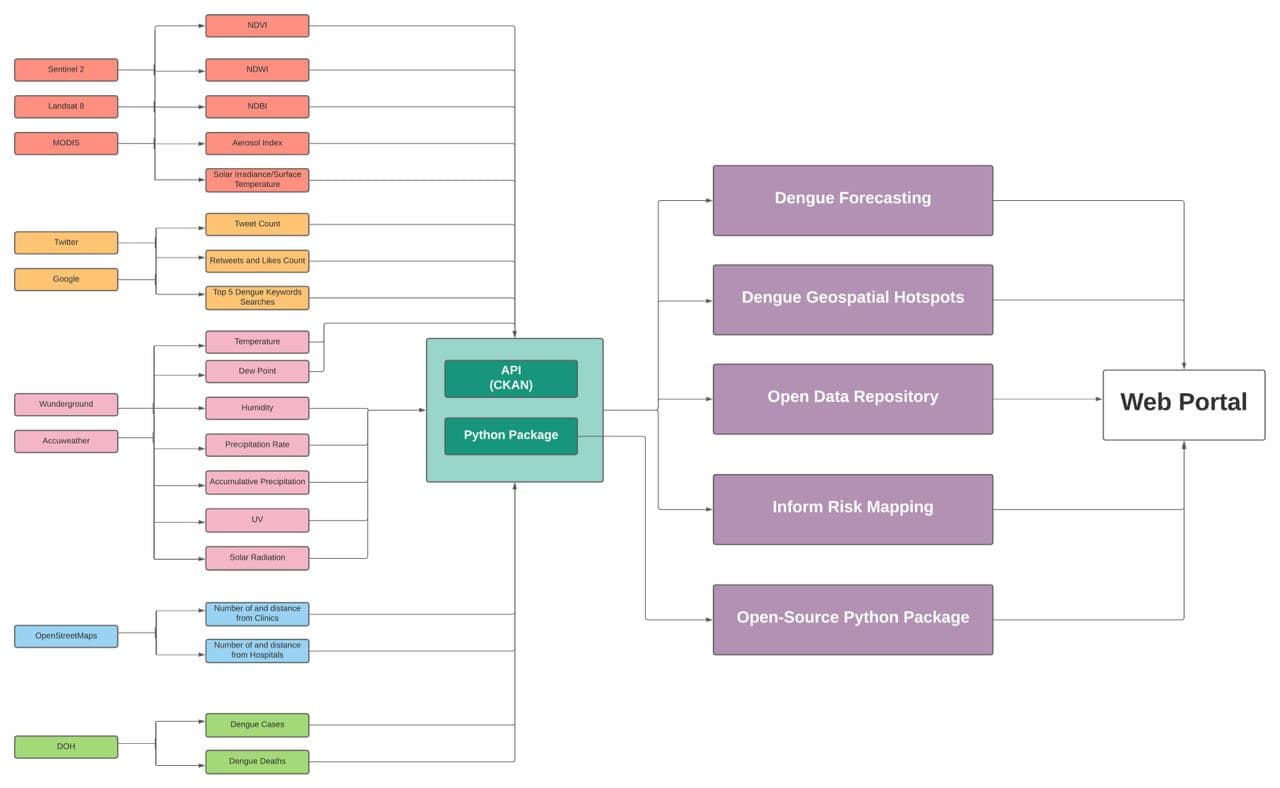 Sentinel 2
Landsat 8
MODIS
NDVI
NDWI
NDBI
Aerosol Index
Solar Irradiance/Surface
Temperature
Twitter
Google
Tweet Count
Retweets and Likes Count
Top 5 Dengue Keywords
Searches
Wunderground
Accuweather
Temperature
Dew Point
Humidity
Precipitation Rate
Accumulative Precipitation
UV
Solar Radiation
OpenStreetMaps
Number of and distance
from Clinics
Number of and distance
from Hospitals
DOH
Dengue Cases
Dengue Deaths
API
(CKAN)
Python Package
Dengue Forecasting
Dengue Geospatial Hotspots
Open Data Repository
Inform Risk Mapping
Open-Source Python Package
Web Portal